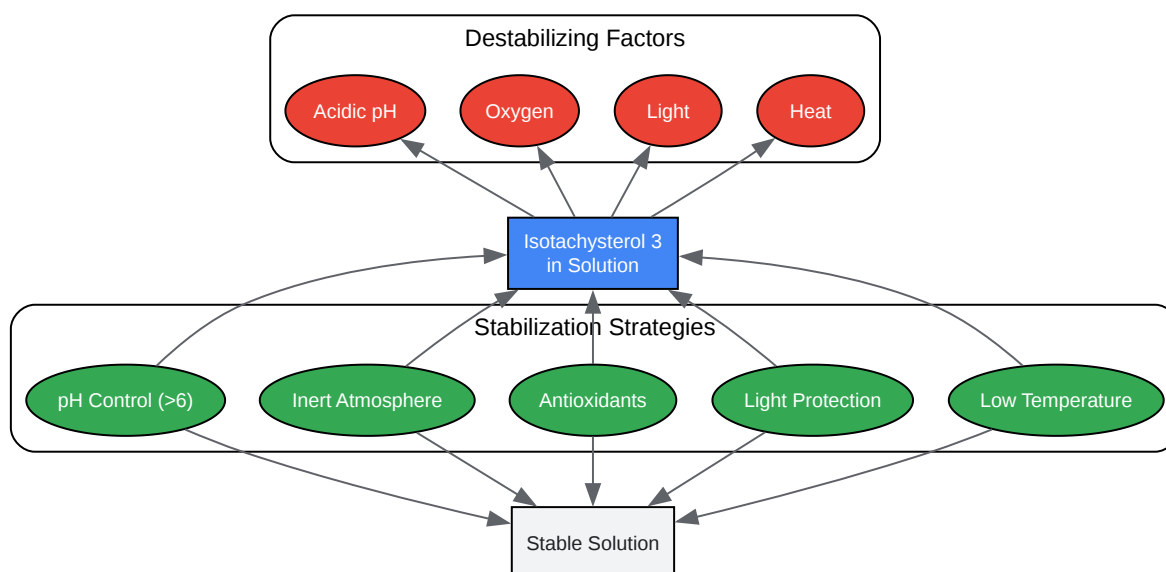 Destabilizing Factors
Acidic pH
Oxygen
Light
Heat
Isotachysterol 3
in Solution
Stabilization Strategies
pH Control (>6)
Inert Atmosphere
Antioxidants
Light Protection
Low Temperature
Stable Solution